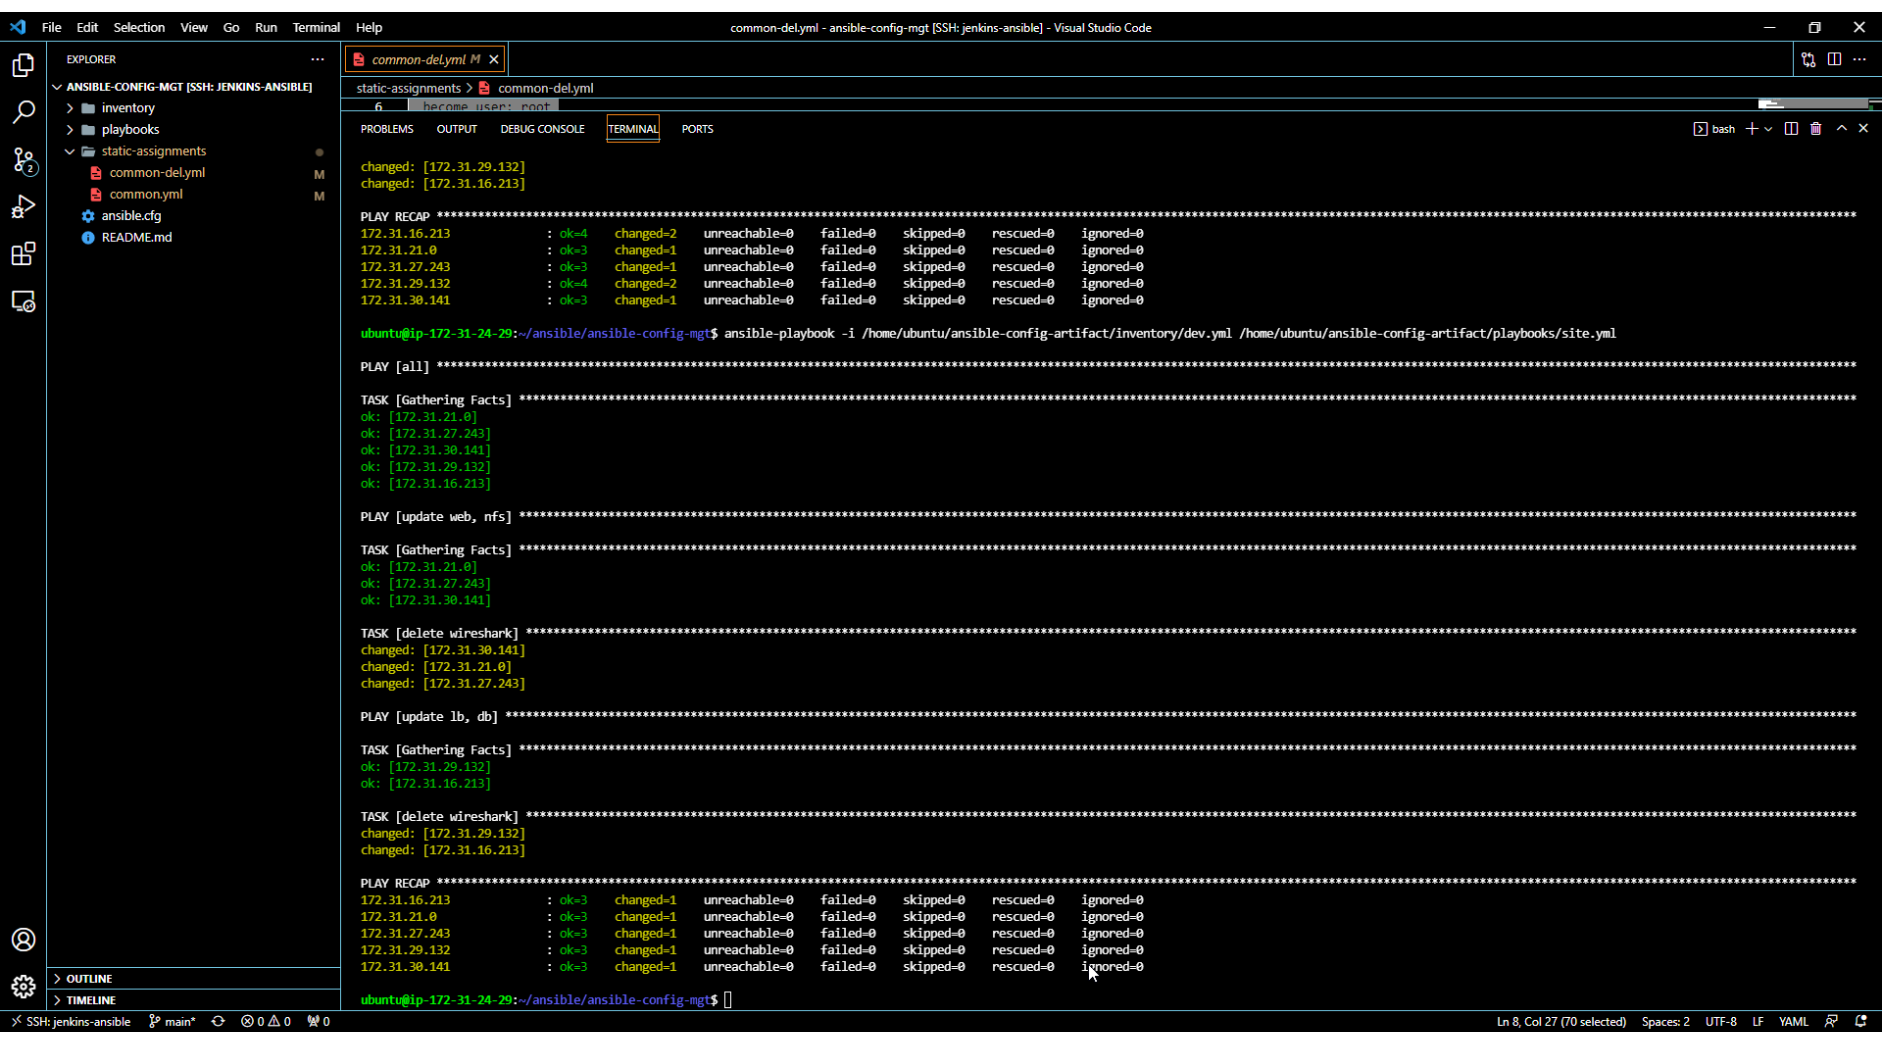 File Edit Selection View Go Run Terminal Help
common-del.yml - ansible-config-mgt [SSH: jenkins-ansible] - Visual Studio Code
EXPLORER
ANSIBLE-CONFIG-MGT [SSH: JENKINS-ANSIBLE]
inventory
playbooks
static-assignments
common-del.yml M
common.yml M
ansible.cfg
README.md
OUTLINE
TIMELINE
common-del.yml M
static-assignments > common-del.yml
6 become_user: root
PROBLEMS OUTPUT DEBUG CONSOLE TERMINAL PORTS
bash
changed: [172.31.29.132]
changed: [172.31.16.213]
PLAY RECAP ****
172.31.16.213 : ok=4 changed=2 unreachable=0 failed=0 skipped=0 rescued=0 ignored=0
172.31.21.0 : ok=3 changed=1 unreachable=0 failed=0 skipped=0 rescued=0 ignored=0
172.31.27.243 : ok=3 changed=1 unreachable=0 failed=0 skipped=0 rescued=0 ignored=0
172.31.29.132 : ok=4 changed=2 unreachable=0 failed=0 skipped=0 rescued=0 ignored=0
172.31.30.141 : ok=3 changed=1 unreachable=0 failed=0 skipped=0 rescued=0 ignored=0
ubuntu@ip-172-31-24-29:~/ansible/ansible-config-mgt$ ansible-playbook -i /home/ubuntu/ansible-config-artifact/inventory/dev.yml /home/ubuntu/ansible-config-artifact/playbooks/site.yml
PLAY [all] ****
TASK [Gathering Facts] ****
ok: [172.31.21.0]
ok: [172.31.27.243]
ok: [172.31.30.141]
ok: [172.31.29.132]
ok: [172.31.16.213]
PLAY [update web, nfs] ****
TASK [Gathering Facts] ****
ok: [172.31.21.0]
ok: [172.31.27.243]
ok: [172.31.30.141]
TASK [delete wireshark] ****
changed: [172.31.30.141]
changed: [172.31.21.0]
changed: [172.31.27.243]
PLAY [update lb, db] ****
TASK [Gathering Facts] ****
ok: [172.31.29.132]
ok: [172.31.16.213]
TASK [delete wireshark] ****
changed: [172.31.29.132]
changed: [172.31.16.213]
PLAY RECAP ****
172.31.16.213 : ok=3 changed=1 unreachable=0 failed=0 skipped=0 rescued=0 ignored=0
172.31.21.0 : ok=3 changed=1 unreachable=0 failed=0 skipped=0 rescued=0 ignored=0
172.31.27.243 : ok=3 changed=1 unreachable=0 failed=0 skipped=0 rescued=0 ignored=0
172.31.29.132 : ok=3 changed=1 unreachable=0 failed=0 skipped=0 rescued=0 ignored=0
172.31.30.141 : ok=3 changed=1 unreachable=0 failed=0 skipped=0 rescued=0 ignored=0
ubuntu@ip-172-31-24-29:~/ansible/ansible-config-mgt$
SSH: jenkins-ansible main* 0 0 0
Ln 8, Col 27 (70 selected) Spaces: 2 UTF-8 LF YAML